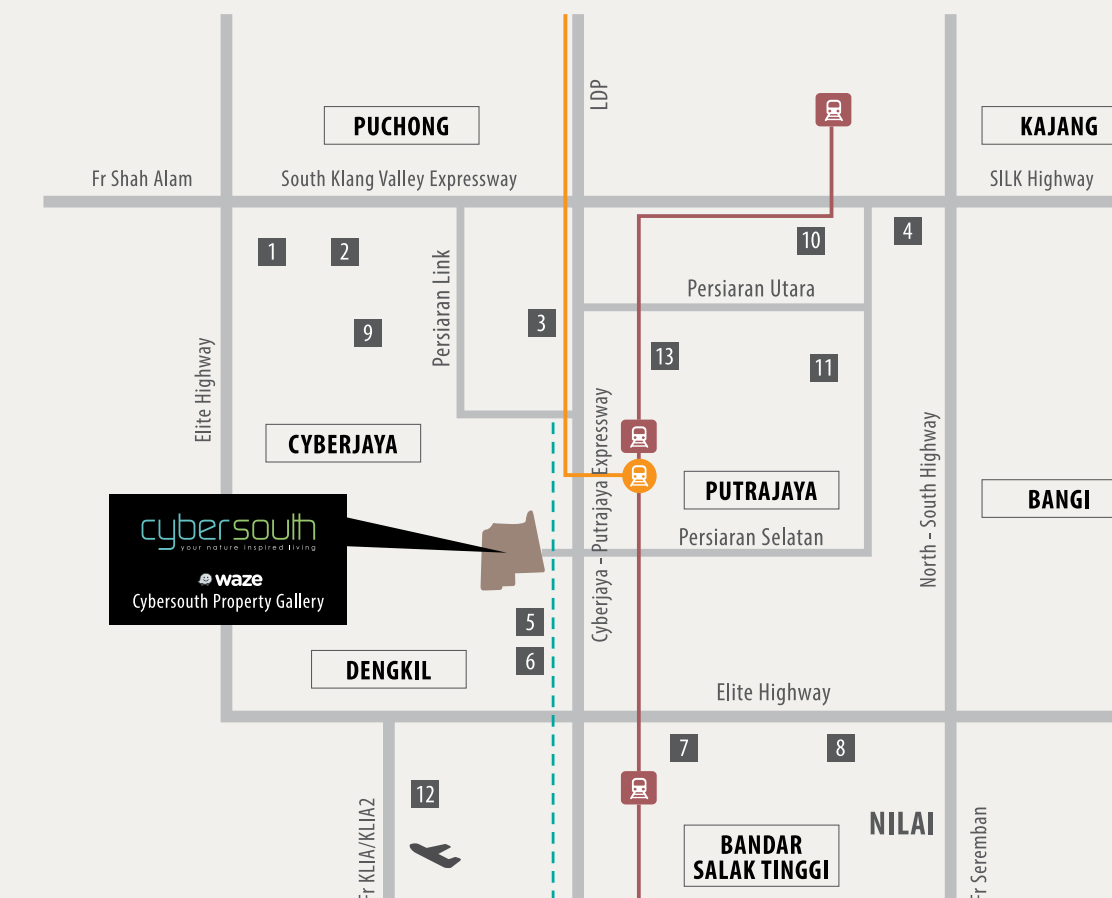 LDP
PUCHONG
KAJANG
Fr Shah Alam
South Klang Valley Expressway
SILK Highway
1
2
10
4
Persiaran Link
Persiaran Utara
3
9
13
11
Elite Highway
CYBERJAYA
Cyberjaya - Putrajaya Expressway
North - South Highway
PUTRAJAYA
BANGI
cybersouth
your nature inspired living
waze
Cybersouth Property Gallery
Persiaran Selatan
5
6
DENGKIL
Elite Highway
7
8
12
Fr KLIA/KLIA2
NILAI
BANDAR
SALAK TINGGI
Fr Seremban